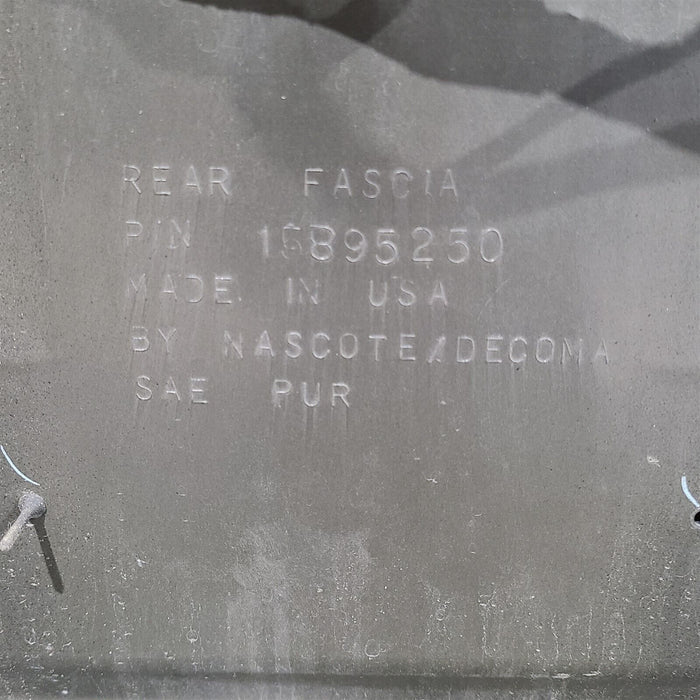 REAR FASCIA
P/N 15895250
MADE IN USA
BY NASCOTE/DECOMA
SAE PUR